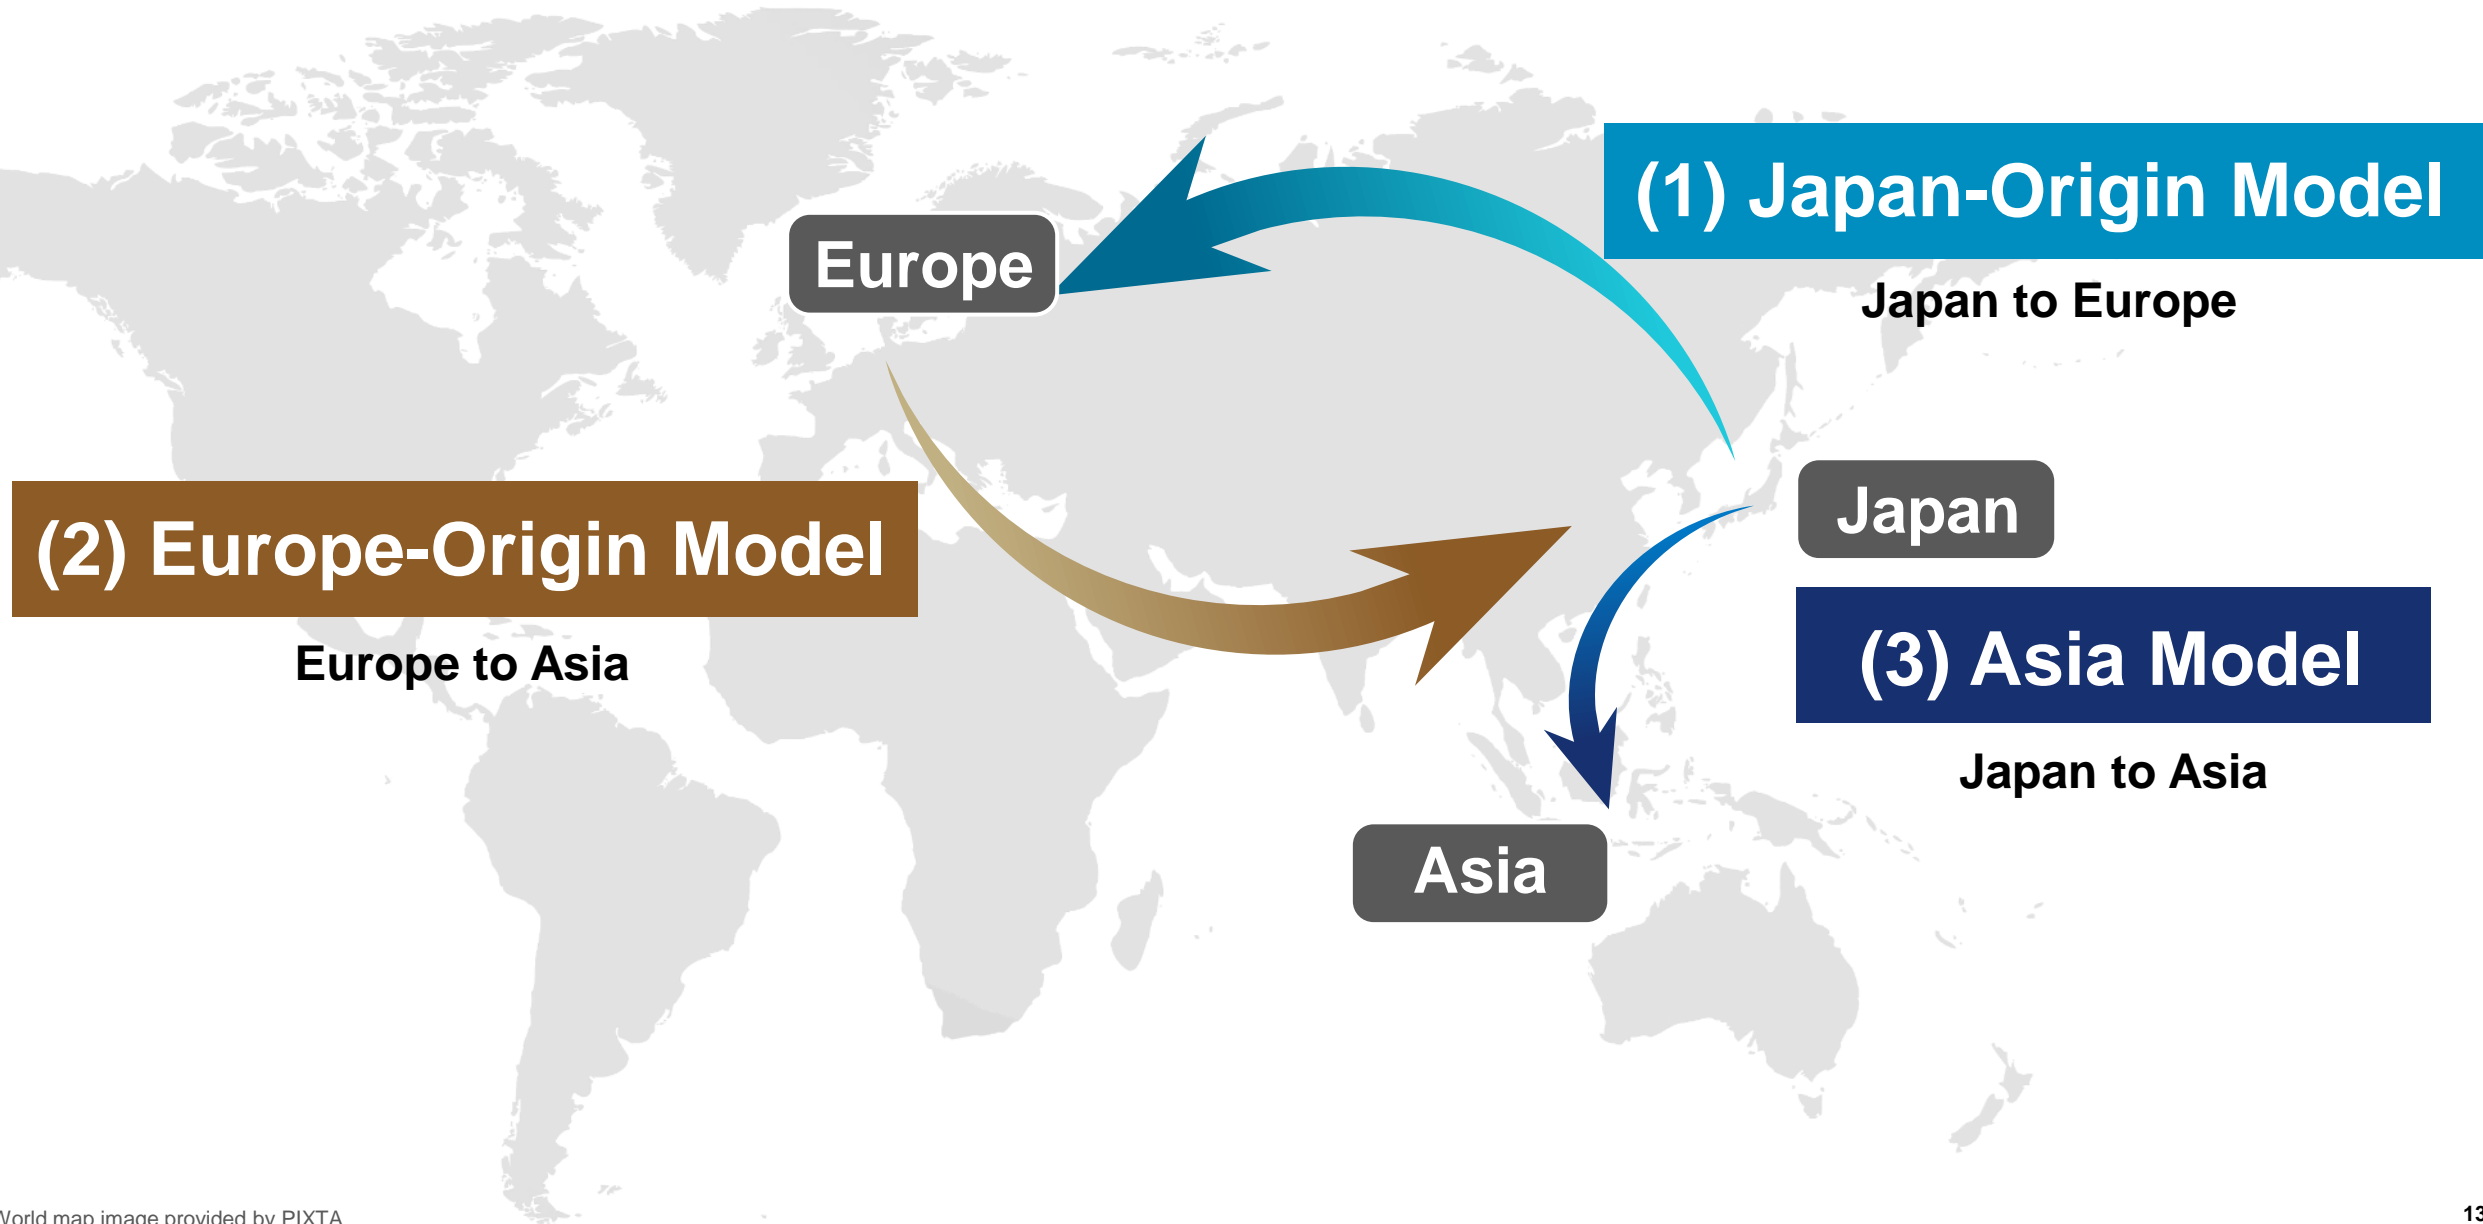 (1) Japan-Origin Model
Japan to Europe
Europe
(2) Europe-Origin Model
Europe to Asia
Japan
(3) Asia Model
Japan to Asia
Asia
World map image provided by PIXTA
13